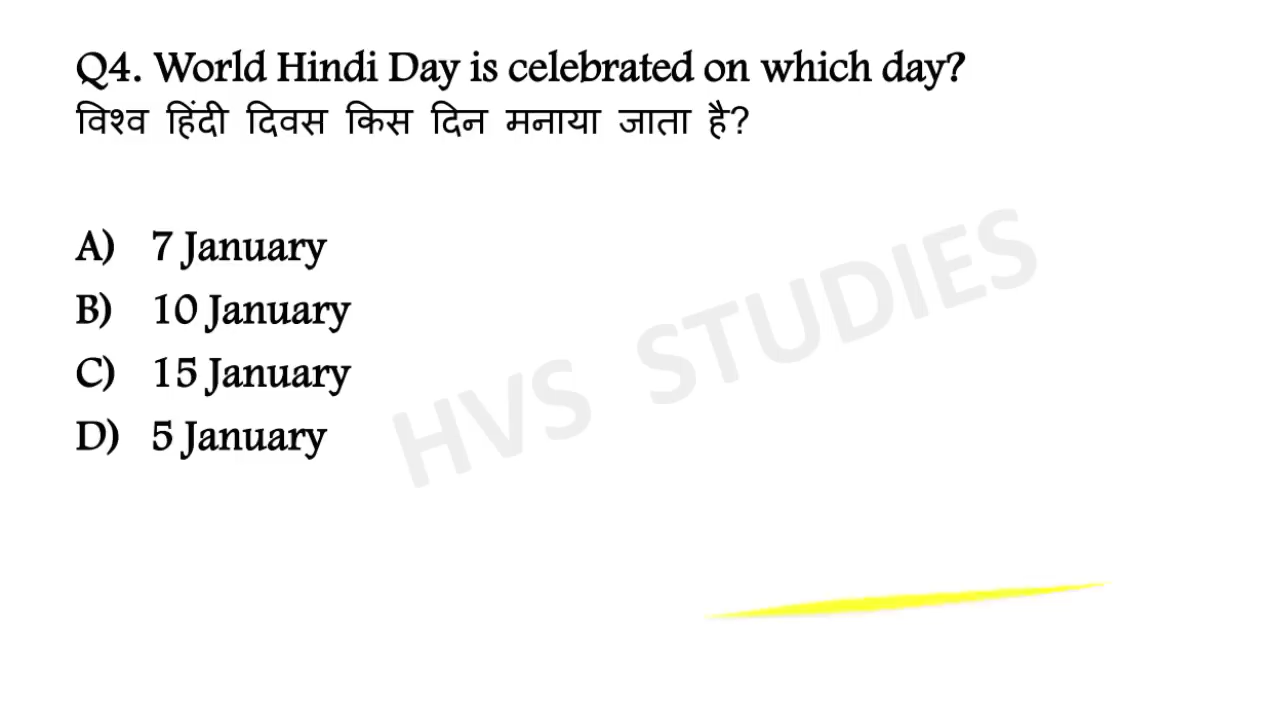 Q4. World Hindi Day is celebrated on which day?
विश्व हिंदी दिवस किस दिन मनाया जाता है?
A) 7 January
B) 10 January
C) 15 January
D) 5 January
HVS STUDIES